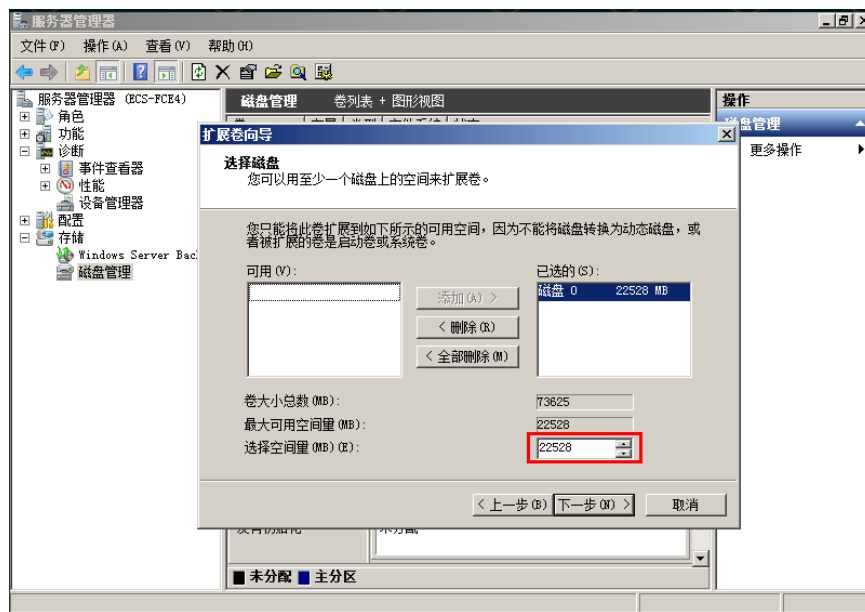 服务器管理器
文件(F) 操作(A) 查看(V) 帮助(H)
服务器管理器 (ECS-FCE4)
角色
功能
诊断
事件查看器
性能
设备管理器
配置
存储
Windows Server Bac
磁盘管理
磁盘管理 卷列表 + 图形视图
操作
磁盘管理
更多操作
扩展卷向导
选择磁盘
您可以用至少一个磁盘上的空间来扩展卷。
您只能将此卷扩展到如下所示的可用空间，因为不能将磁盘转换为动态磁盘，或
者被扩展的卷是启动卷或系统卷。
可用(V):
已选的(S):
添加(A) >
磁盘 0 22528 MB
< 删除(R)
< 全部删除(M)
卷大小总数(MB): 73625
最大可用空间量(MB): 22528
选择空间量(MB)(E): 22528
< 上一步(B) 下一步(N) > 取消
未分配 主分区